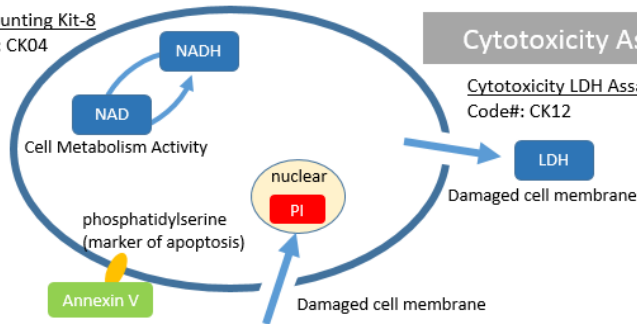 unting Kit-8
: CK04
NADH
NAD
Cell Metabolism Activity
Cytotoxicity As
Cytotoxicity LDH Assa
Code#: CK12
LDH
Damaged cell membrane
nuclear
PI
phosphatidylserine
(marker of apoptosis)
Annexin V
Damaged cell membrane